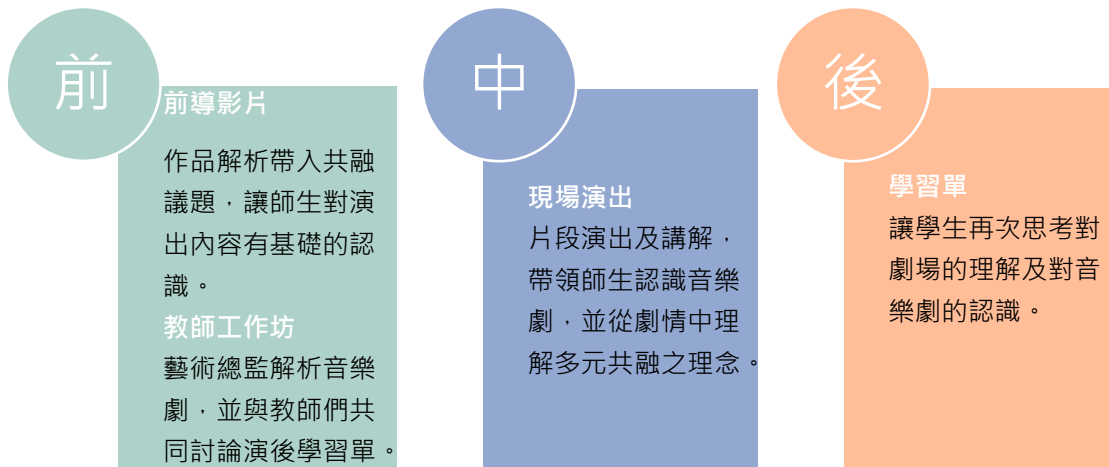 前
前導影片
作品解析帶入共融
議題，讓師生對演
出內容有基礎的認
識。
教師工作坊
藝術總監解析音樂
劇，並與教師們共
同討論演後學習單。
中
現場演出
片段演出及講解，
帶領師生認識音樂
劇，並從劇情中理
解多元共融之理念。
後
學習單
讓學生再次思考對
劇場的理解及對音
樂劇的認識。